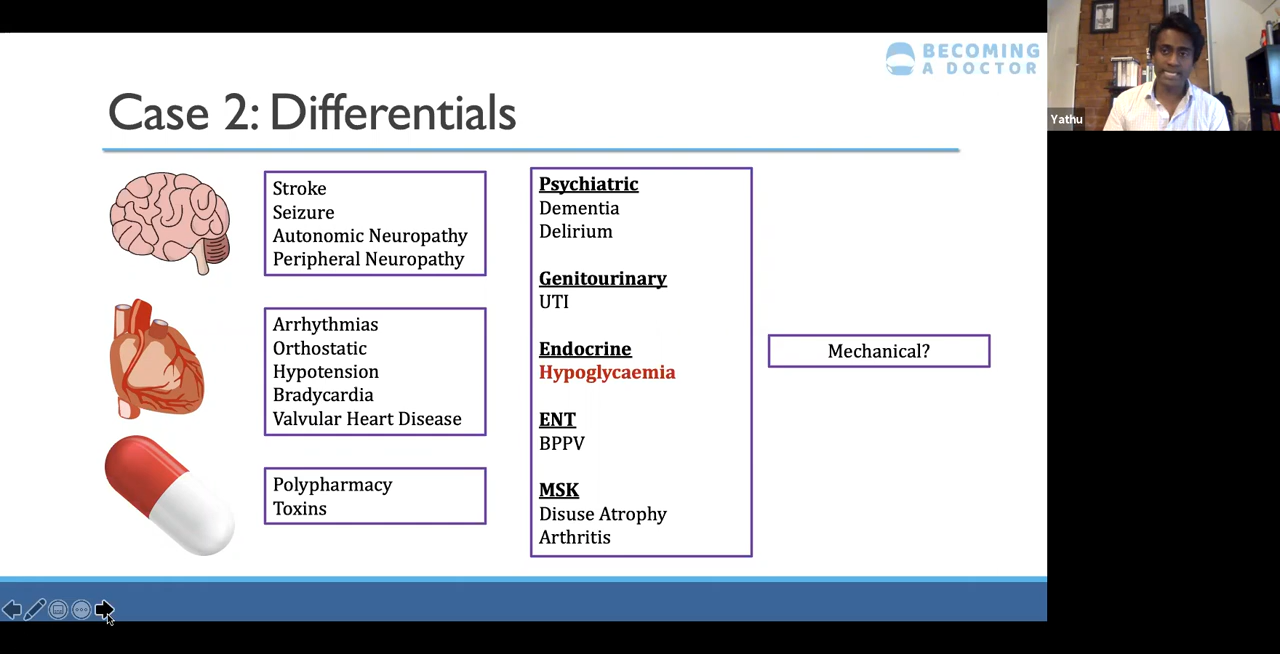 BECOMING
A DOCTOR
Case 2: Differentials
Yathu
Stroke
Seizure
Autonomic Neuropathy
Peripheral Neuropathy
Arrhythmias
Orthostatic
Hypotension
Bradycardia
Valvular Heart Disease
Polypharmacy
Toxins
Psychiatric
Dementia
Delirium
Genitourinary
UTI
Endocrine
Hypoglycaemia
ENT
BPPV
MSK
Disuse Atrophy
Arthritis
Mechanical?